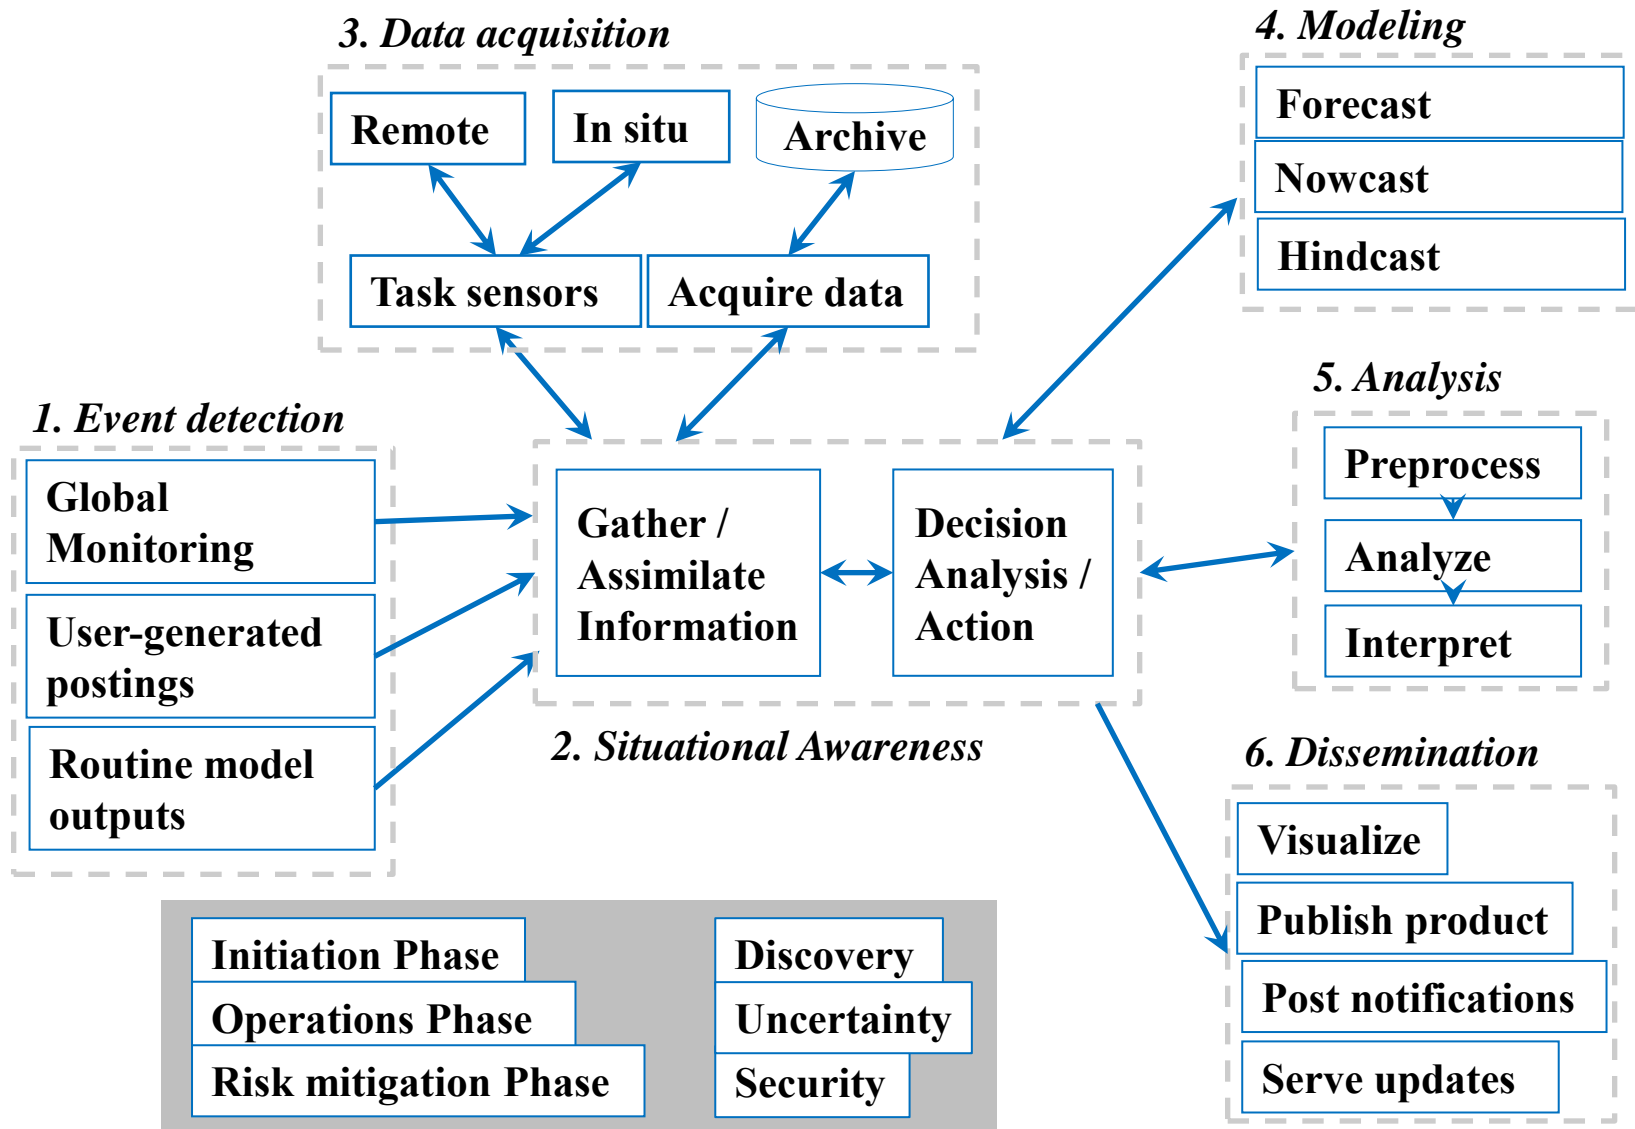 3. Data acquisition
Remote
In situ
Archive
Task sensors
Acquire data
4. Modeling
Forecast
Nowcast
Hindcast
1. Event detection
Global
Monitoring
User-generated
postings
Routine model
outputs
Gather /
Assimilate
Information
Decision
Analysis /
Action
2. Situational Awareness
5. Analysis
Preprocess
Analyze
Interpret
6. Dissemination
Visualize
Publish product
Post notifications
Serve updates
Initiation Phase
Operations Phase
Risk mitigation Phase
Discovery
Uncertainty
Security